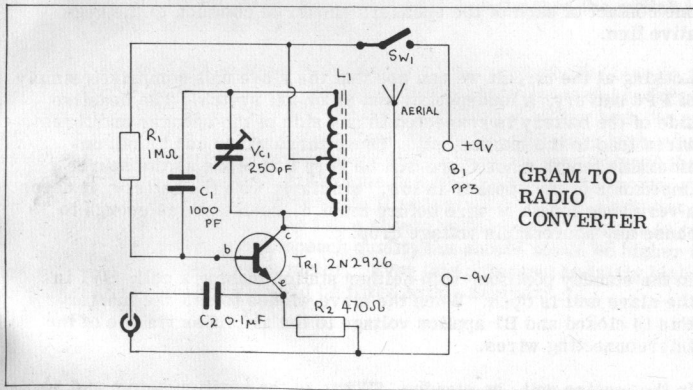 SW1
L1
AERIAL
R1
1MΩ
VC1
250pF
+9v
B1
PP3
C1
1000
PF
GRAM TO
RADIO
CONVERTER
c
b
TR1 2N2926
e
-9v
C2 0.1MF
R2 470Ω